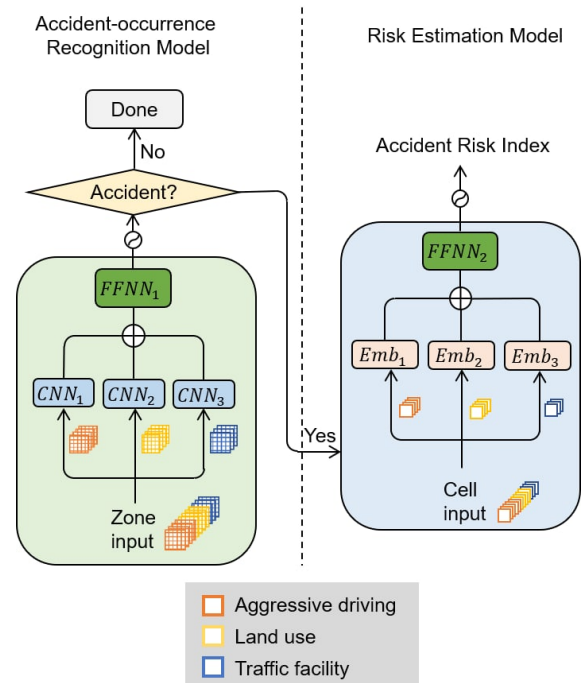 Accident-occurrence
Recognition Model
Done
No
Accident?
FFNN₁
CNN₁
CNN₂
CNN₃
Zone
input
Yes
Risk Estimation Model
Accident Risk Index
FFNN₂
Emb₁
Emb₂
Emb₃
Cell
input
Aggressive driving
Land use
Traffic facility